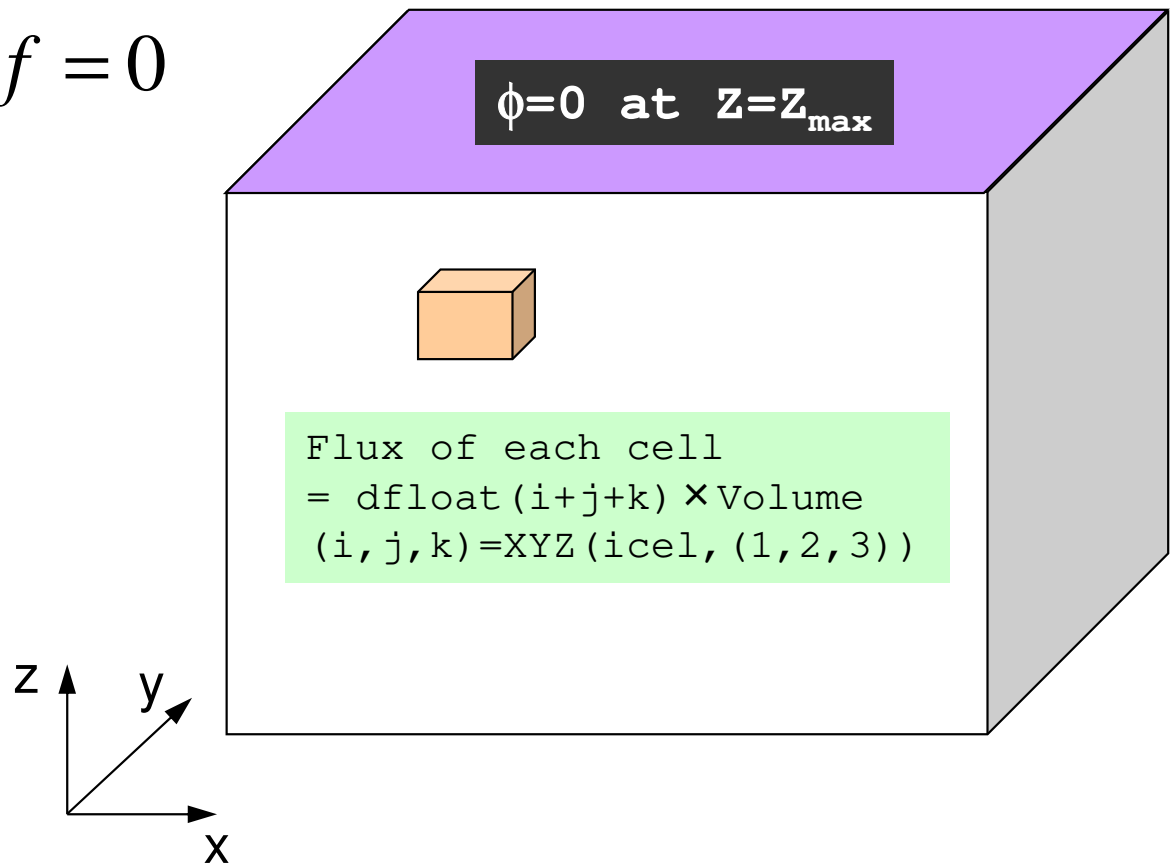 f = 0
ϕ=0 at Z=Zmax
Flux of each cell
= dfloat(i+j+k)×Volume
(i,j,k)=XYZ(icel,(1,2,3))
z
y
x